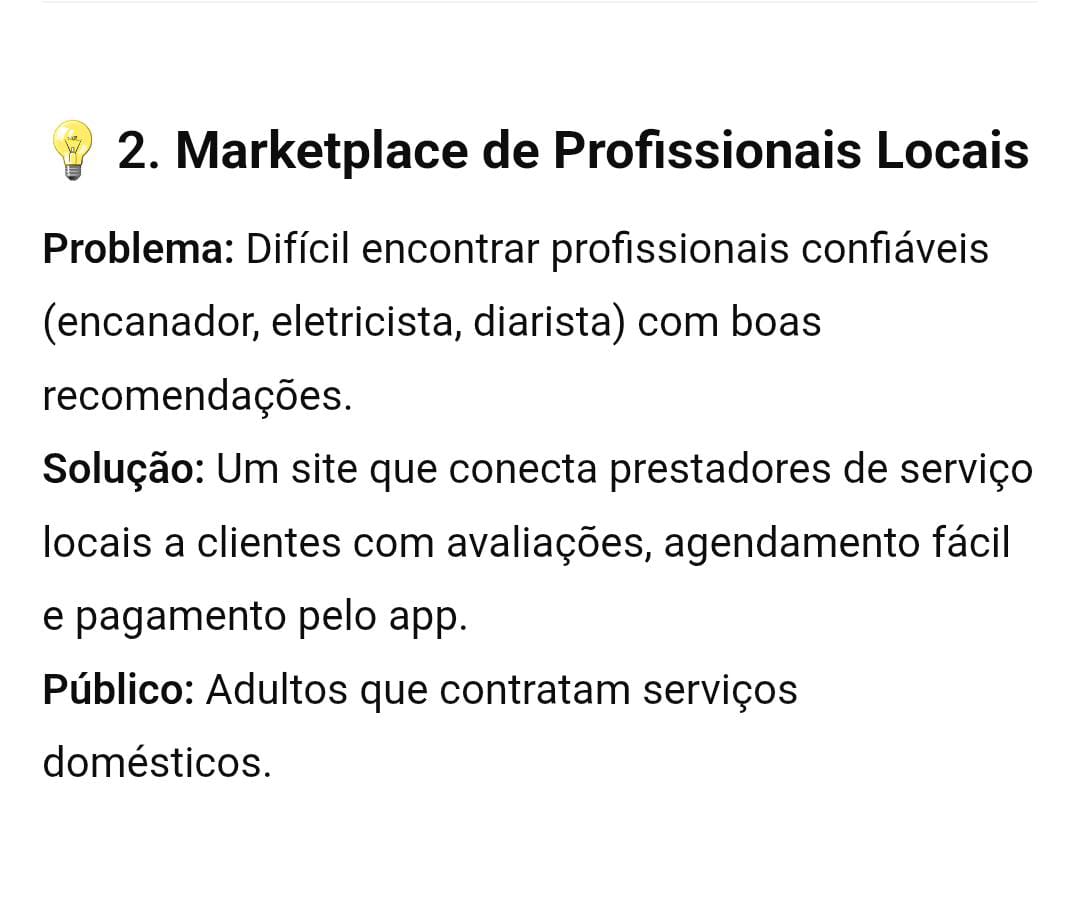 💡 2. Marketplace de Profissionais Locais
Problema: Difícil encontrar profissionais confiáveis
(encanador, eletricista, diarista) com boas
recomendações.
Solução: Um site que conecta prestadores de serviço
locais a clientes com avaliações, agendamento fácil
e pagamento pelo app.
Público: Adultos que contratam serviços
domésticos.